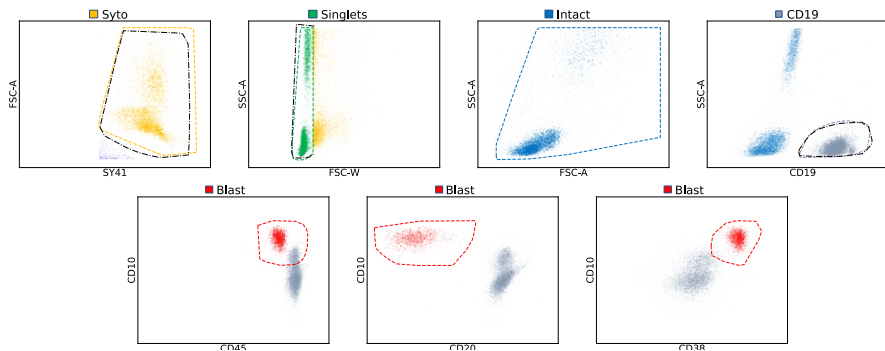 Syto
Singlets
Intact
CD19
FSC-A
SSC-A
SSC-A
SSC-A
SY41
FSC-W
FSC-A
CD19
Blast
Blast
Blast
CD10
CD10
CD10
CD45
CD20
CD38